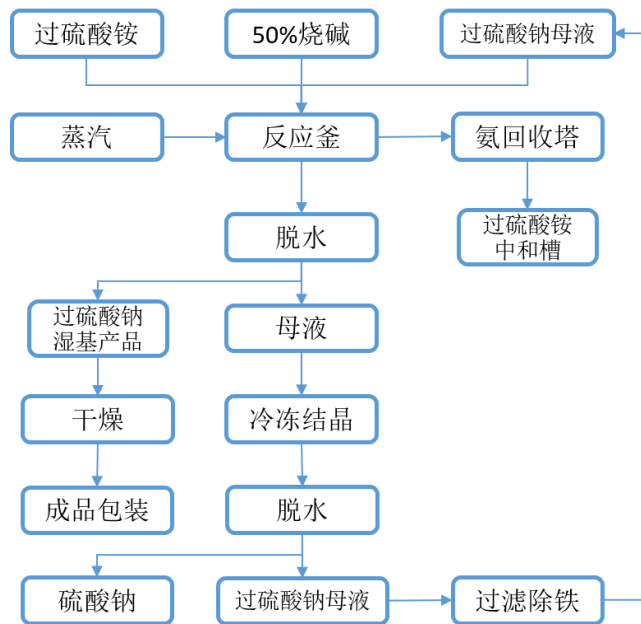 过硫酸铵
50%烧碱
过硫酸钠母液
蒸汽
反应釜
氨回收塔
脱水
过硫酸铵
中和槽
过硫酸钠
湿基产品
母液
干燥
冷冻结晶
成品包装
脱水
硫酸钠
过硫酸钠母液
过滤除铁